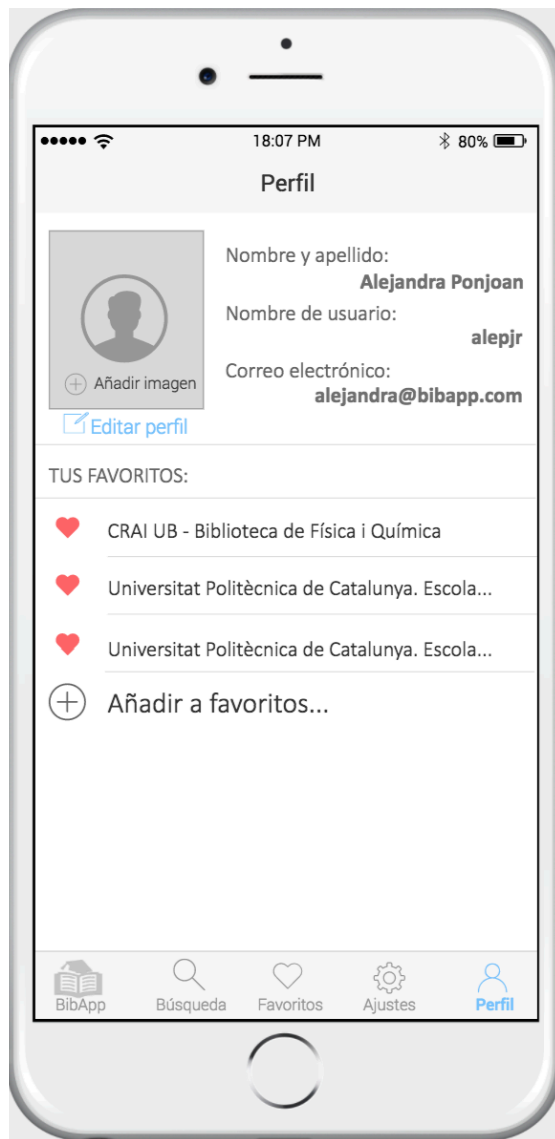 18:07 PM
80%
Perfil
Añadir imagen
Editar perfil
Nombre y apellido:
Alejandra Ponjoan
Nombre de usuario:
alepjr
Correo electrónico:
alejandra@bibapp.com
TUS FAVORITOS:
CRAI UB - Biblioteca de Física i Química
Universitat Politècnica de Catalunya. Escola...
Universitat Politècnica de Catalunya. Escola...
Añadir a favoritos...
BibApp
Búsqueda
Favoritos
Ajustes
Perfil